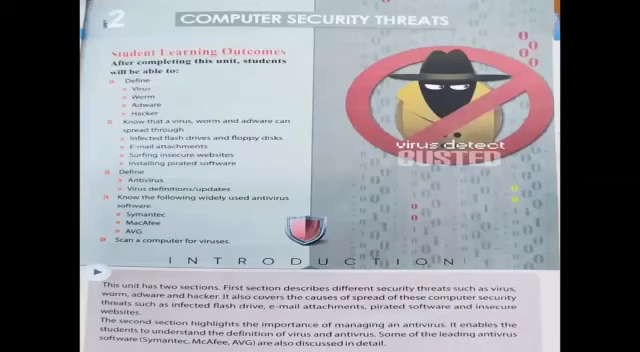 UNIT 2
COMPUTER SECURITY THREATS
Student Learning Outcomes
After completing this unit, students
will be able to:
Define
Virus
Worm
Adware
Hacker
Know that a virus, worm and adware can
spread through
Infected flash drives and floppy disks
E-mail attachments
Surfing insecure websites
Installing pirated software
Define
Antivirus
Virus definitions/updates
Know the following widely used antivirus
software.
Symantec
MacAfee
AVG
Scan a computer for viruses.
virus detect
BUSTED
INTRODUCTION
This unit has two sections. First section describes different security threats such as virus,
worm, adware and hacker. It also covers the causes of spread of these computer security
threats such as infected flash drive, e-mail attachments, pirated software and insecure
websites.
The second section highlights the importance of managing an antivirus. It enables the
students to understand the definition of virus and antivirus. Some of the leading antivirus
software (Symantec, McAfee, AVG) are also discussed in detail.